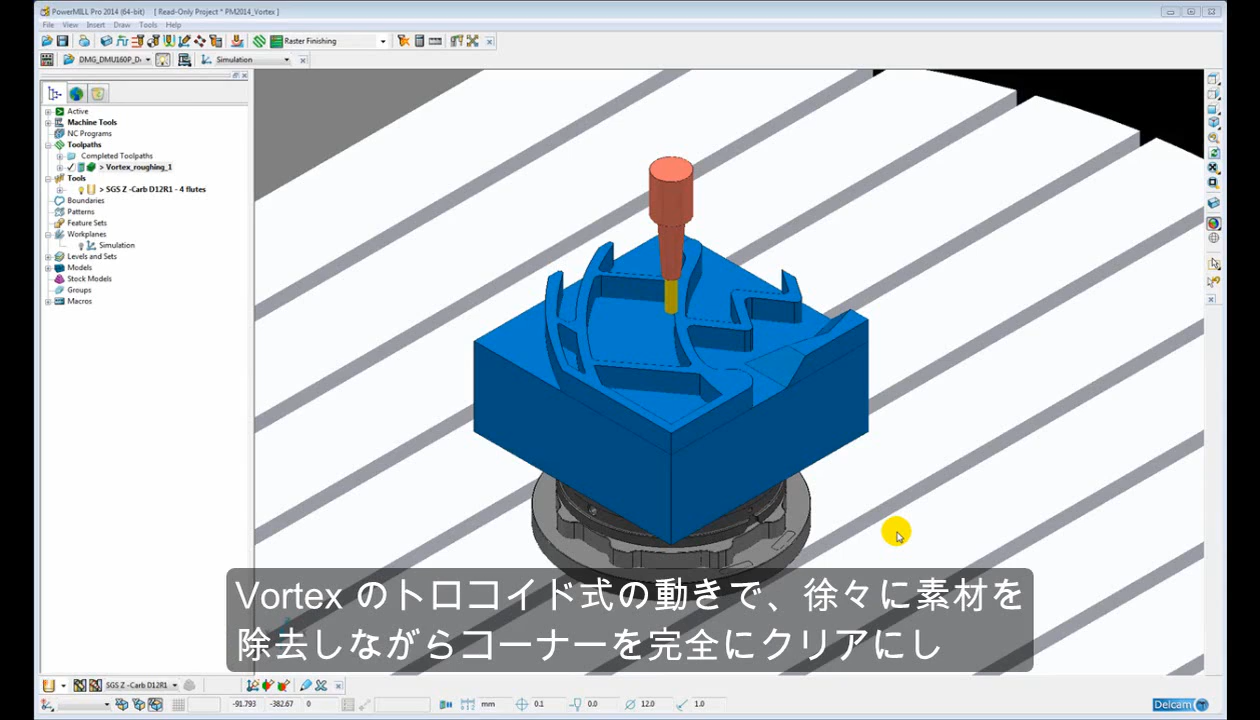 PowerMILL Pro 2014 (64-bit) [ Read-Only Project * PM2014_Vortex ]
File View Insert Draw Tools Help
Raster Finishing
DMG_DMU160P_D Simulation
Active
Machine Tools
NC Programs
Toolpaths
Completed Toolpaths
> Vortex_roughing_1
Tools
> SGS Z -Carb D12R1 - 4 flutes
Boundaries
Patterns
Feature Sets
Workplanes
Simulation
Levels and Sets
Models
Stock Models
Groups
Macros
Vortex のトロコイド式の動きで、徐々に素材を
除去しながらコーナーを完全にクリアにし
SGS Z -Carb D12R1
-91.793 -382.67 0 mm 0.1 0.0 12.0 1.0 Delcam